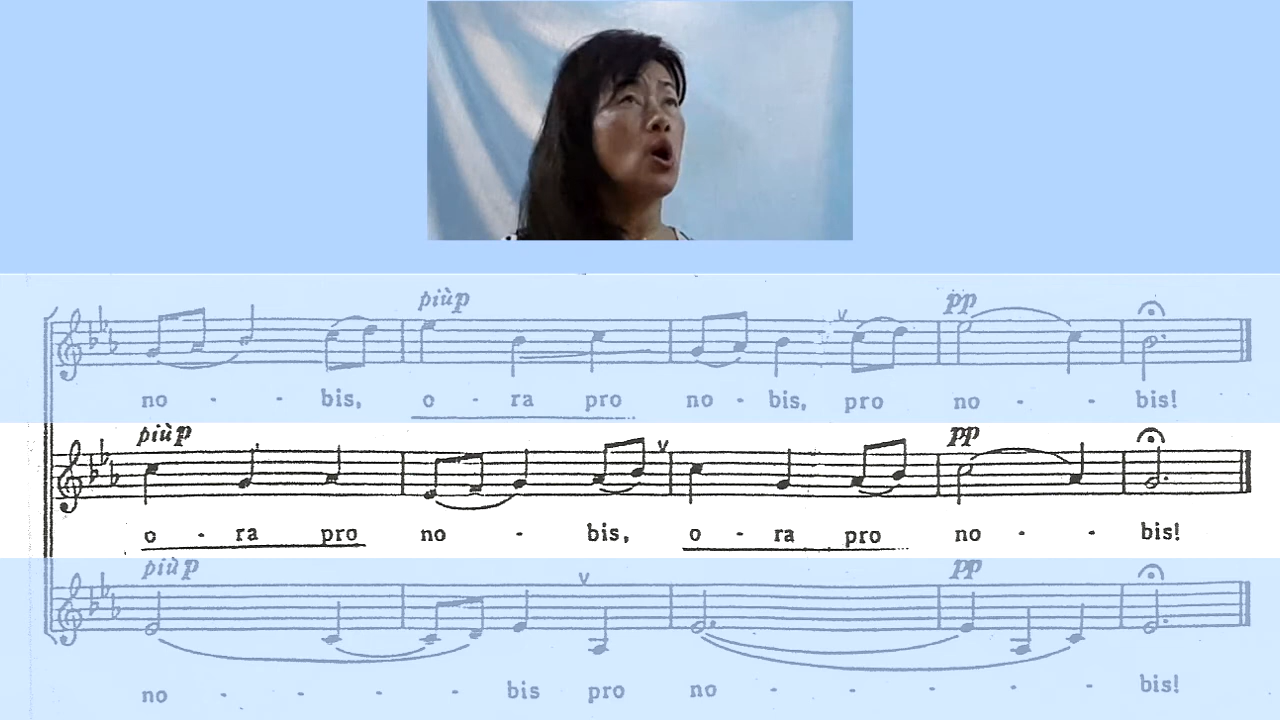 più p
pp
no - - bis, o - ra pro no - bis, pro no - - bis!
più p
pp
o - ra pro no - bis, o - ra pro no - - bis!
più p
pp
no - - - - bis pro no - - - - bis!